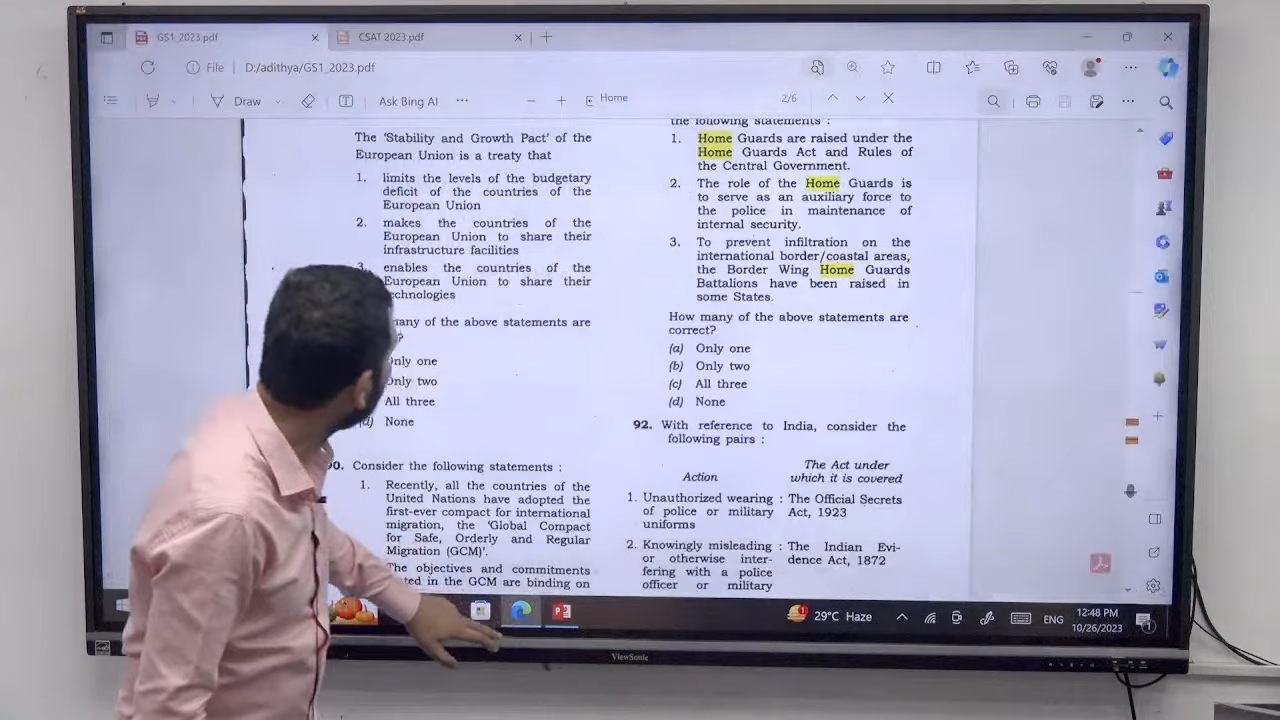 GS1_2023.pdf
CSAT 2023.pdf
File D:/adithya/GS1_2023.pdf
Draw
Ask Bing AI
Home
2/6
The 'Stability and Growth Pact' of the
European Union is a treaty that
1. limits the levels of the budgetary
deficit of the countries of the
European Union
2. makes the countries of the
European Union to share their
infrastructure facilities
3. enables the countries of the
European Union to share their
technologies
many of the above statements are
?
Only one
Only two
All three
(d) None
90. Consider the following statements :
1. Recently, all the countries of the
United Nations have adopted the
first-ever compact for international
migration, the 'Global Compact
for Safe, Orderly and Regular
Migration (GCM)'.
The objectives and commitments
stated in the GCM are binding on
the following statements :
1. Home Guards are raised under the
Home Guards Act and Rules of
the Central Government.
2. The role of the Home Guards is
to serve as an auxiliary force to
the police in maintenance of
internal security.
3. To prevent infiltration on the
international border/coastal areas,
the Border Wing Home Guards
Battalions have been raised in
some States.
How many of the above statements are
correct?
(a) Only one
(b) Only two
(c) All three
(d) None
92. With reference to India, consider the
following pairs :
Action
The Act under
which it is covered
1. Unauthorized wearing : The Official Secrets
of police or military Act, 1923
uniforms
2. Knowingly misleading : The Indian Evi-
or otherwise inter- dence Act, 1872
fering with a police
officer or military
29°C Haze
ENG
12:48 PM
10/26/2023
ViewSonic